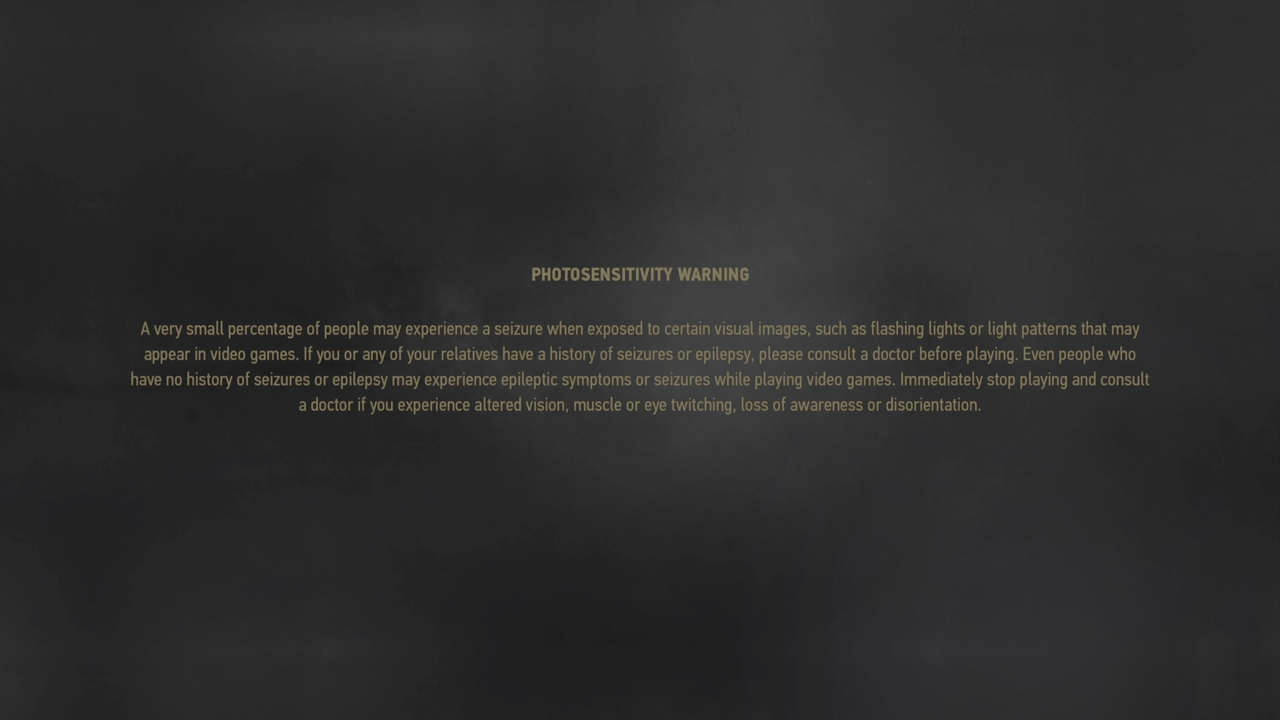 PHOTOSENSITIVITY WARNING
A very small percentage of people may experience a seizure when exposed to certain visual images, such as flashing lights or light patterns that may
appear in video games. If you or any of your relatives have a history of seizures or epilepsy, please consult a doctor before playing. Even people who
have no history of seizures or epilepsy may experience epileptic symptoms or seizures while playing video games. Immediately stop playing and consult
a doctor if you experience altered vision, muscle or eye twitching, loss of awareness or disorientation.